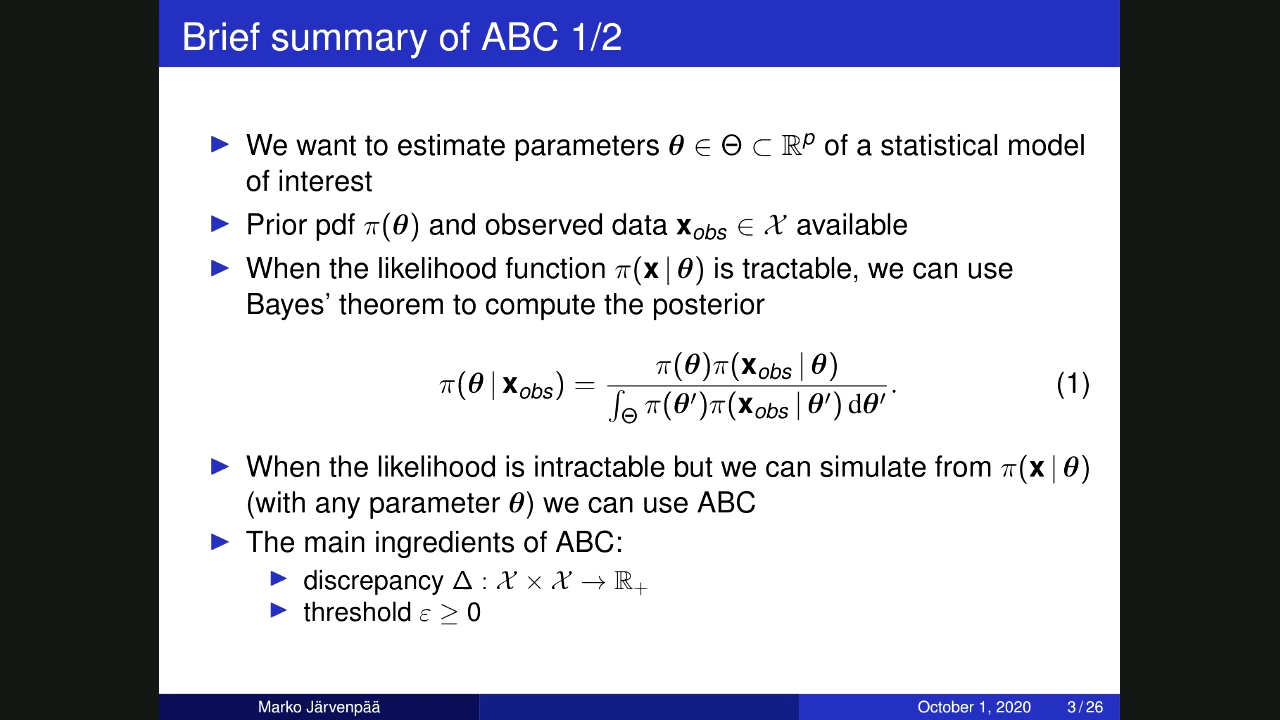 Brief summary of ABC 1/2
▶ We want to estimate parameters θ ∈ Θ ⊂ ℝᵖ of a statistical model
of interest
▶ Prior pdf π(θ) and observed data x_obs ∈ 𝒳 available
▶ When the likelihood function π(x | θ) is tractable, we can use
Bayes’ theorem to compute the posterior
π(θ | x_obs) = π(θ)π(x_obs | θ) / ∫_Θ π(θ′)π(x_obs | θ′) dθ′. (1)
▶ When the likelihood is intractable but we can simulate from π(x | θ)
(with any parameter θ) we can use ABC
▶ The main ingredients of ABC:
▶ discrepancy Δ : 𝒳 × 𝒳 → ℝ₊
▶ threshold ε ≥ 0
Marko Järvenpää October 1, 2020 3 / 26